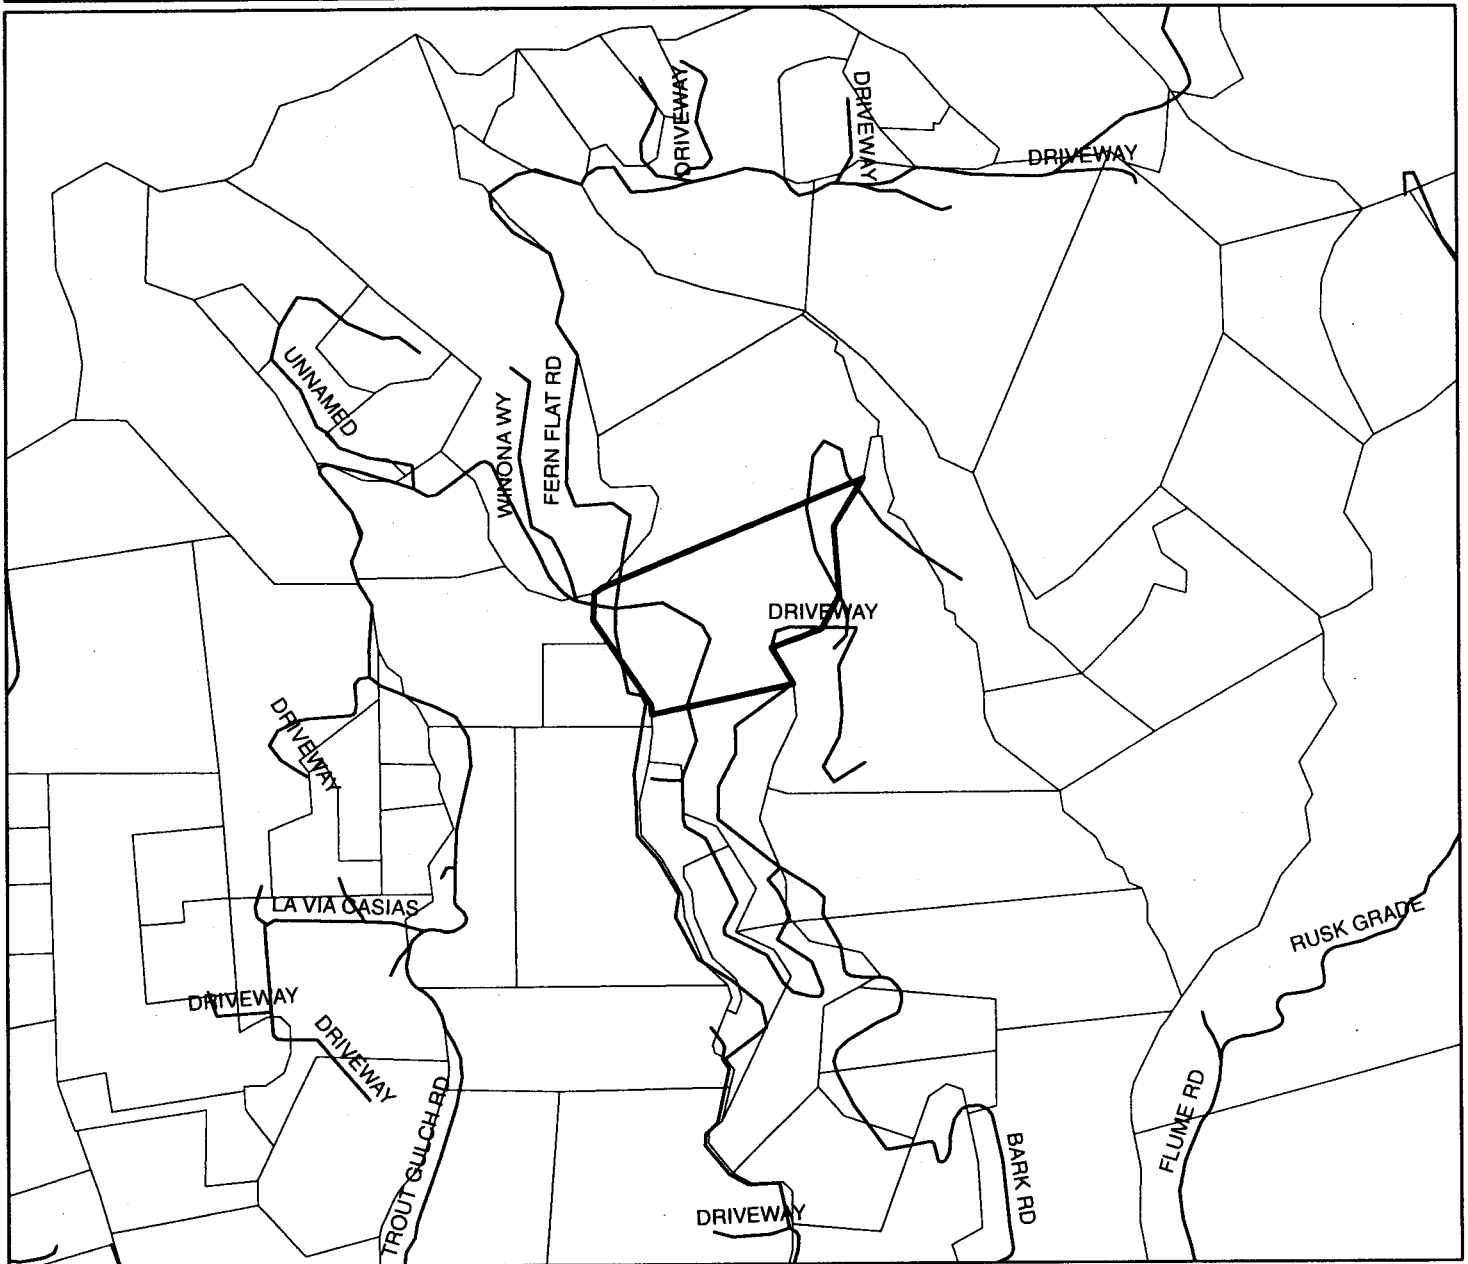 DRIVEWAY
DRIVEWAY
DRIVEWAY
UNNAMED
WINONA WY
FERN FLAT RD
DRIVEWAY
DRIVEWAY
LA VIA CASIAS
RUSK GRADE
DRIVEWAY
DRIVEWAY
TROUT GULCH RD
FLUME RD
BARK RD
DRIVEWAY